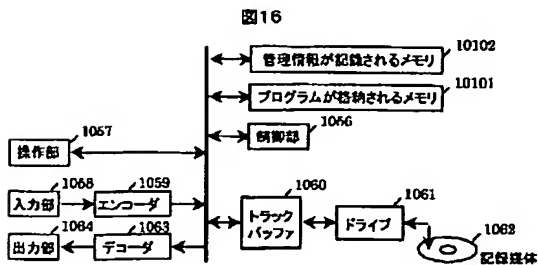 図16
10102
管理情報が記録されるメモリ
10101
プログラムが格納されるメモリ
1056
制御部
1057
操作部
1058
1059
入力部
エンコーダ
1060
1061
トラック
バッファ
ドライブ
1062
記録媒体
1064
1063
出力部
デコーダ